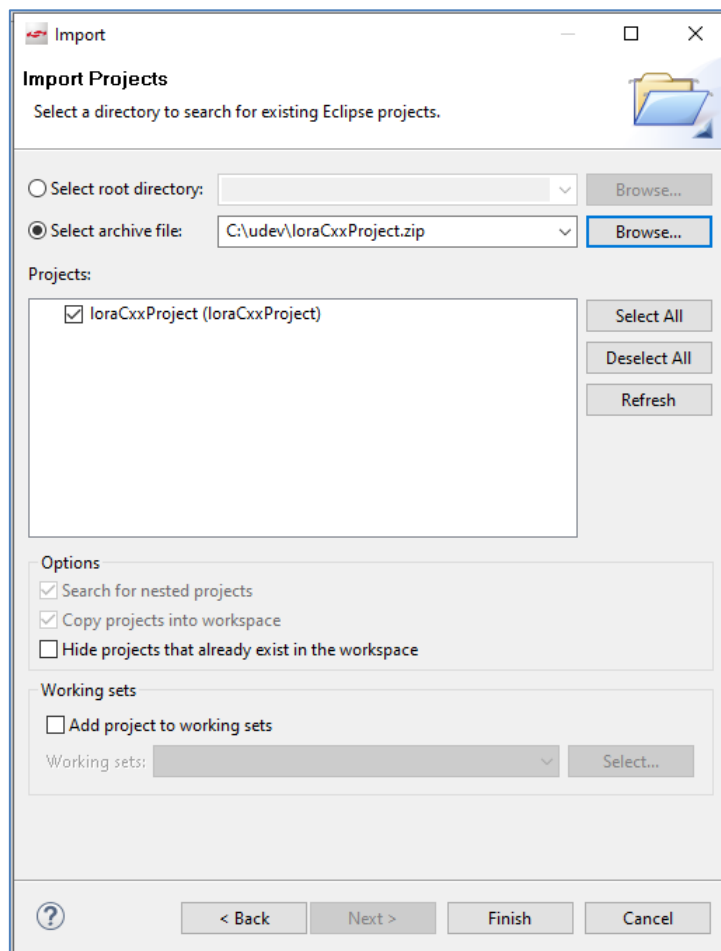 Import
Import Projects
Select a directory to search for existing Eclipse projects.
Select root directory: Browse...
Select archive file: C:\udev\loraCxxProject.zip Browse...
Projects:
loraCxxProject (loraCxxProject)
Select All
Deselect All
Refresh
Options
Search for nested projects
Copy projects into workspace
Hide projects that already exist in the workspace
Working sets
Add project to working sets
Working sets: Select...
? < Back Next > Finish Cancel